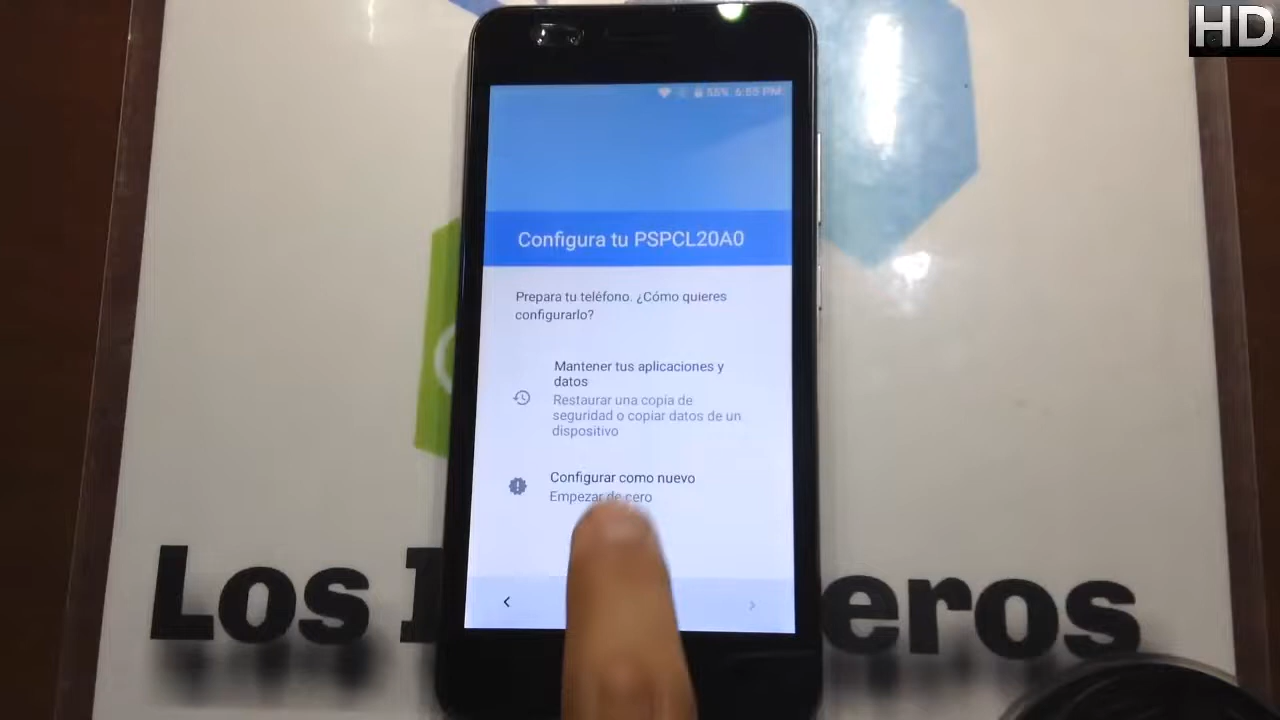 HD
55% 6:55 PM
Configura tu PSPCL20A0
Prepara tu teléfono. ¿Cómo quieres
configurarlo?
Mantener tus aplicaciones y
datos
Restaurar una copia de
seguridad o copiar datos de un
dispositivo
Configurar como nuevo
Empezar de cero
Los
eros